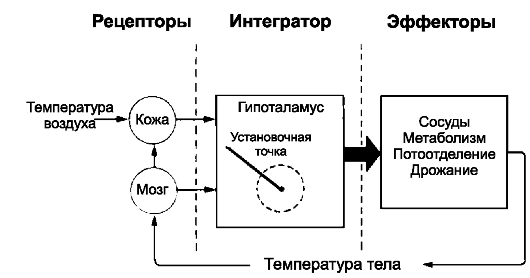 Рецепторы Интегратор Эффекторы
Температура
воздуха
Кожа
Мозг
Гипоталамус
Установочная
точка
Сосуды
Метаболизм
Потоотделение
Дрожание
Температура тела